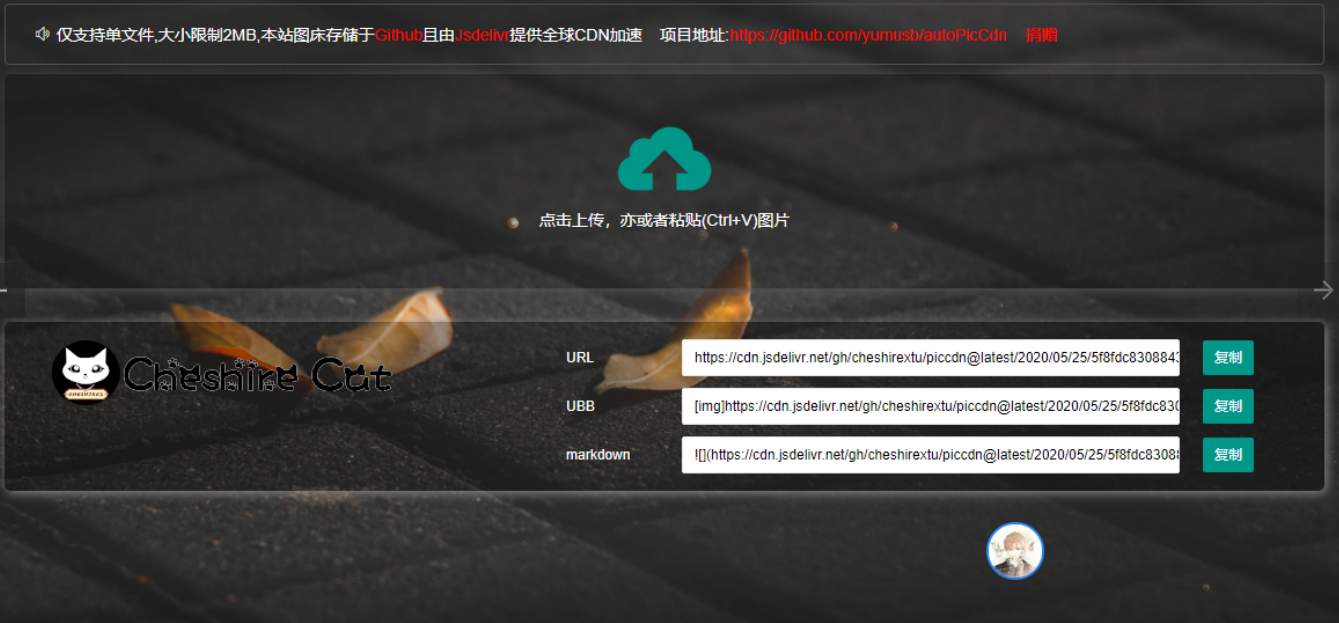 仅支持单文件,大小限制2MB,本站图床存储于Github且由Jsdelivr提供全球CDN加速 项目地址:https://github.com/yumusb/autoPicCdn 捐赠
点击上传，亦或者粘贴(Ctrl+V)图片
Cheshire Cat
URL https://cdn.jsdelivr.net/gh/cheshirextu/piccdn@latest/2020/05/25/5f8fdc8308843 复制
UBB [img]https://cdn.jsdelivr.net/gh/cheshirextu/piccdn@latest/2020/05/25/5f8fdc830 复制
markdown ![](https://cdn.jsdelivr.net/gh/cheshirextu/piccdn@latest/2020/05/25/5f8fdc8308 复制